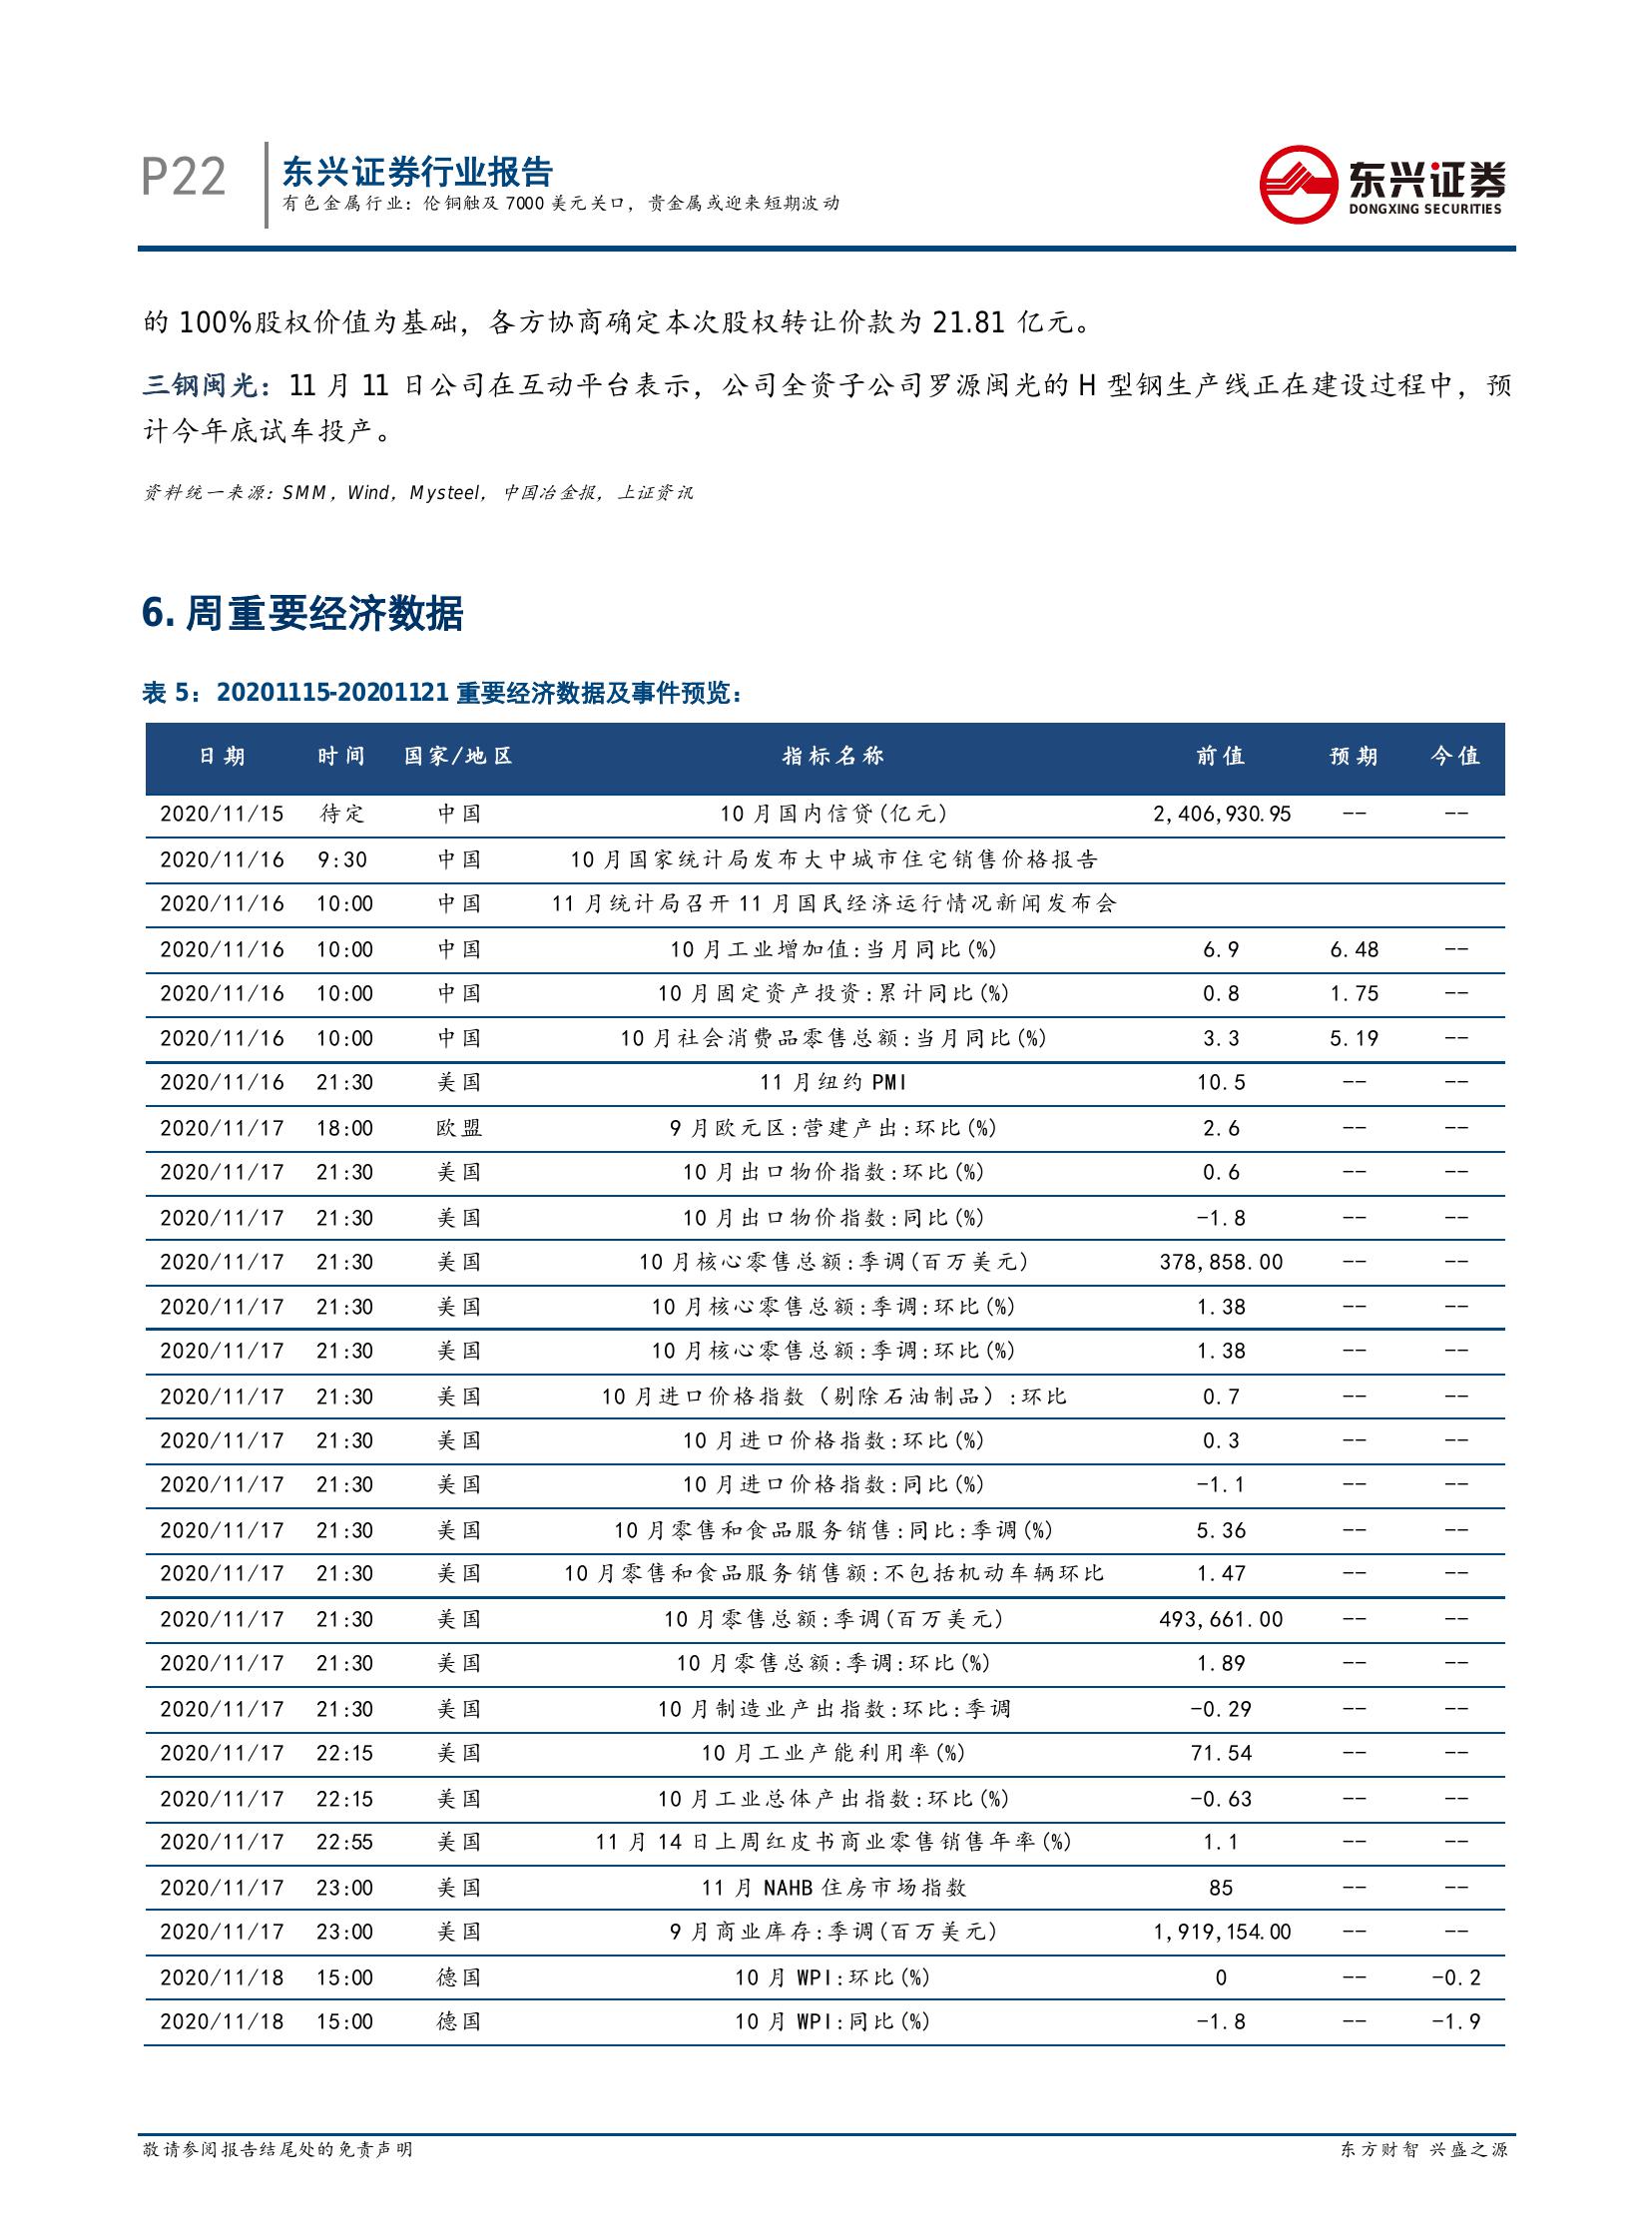 P22
东兴证券行业报告
有色金属行业：伦铜触及 7000 美元关口，贵金属或迎来短期波动
东兴证券
DONGXING SECURITIES
的 100%股权价值为基础，各方协商确定本次股权转让价款为 21.81 亿元。
三钢闽光：11 月 11 日公司在互动平台表示，公司全资子公司罗源闽光的 H 型钢生产线正在建设过程中，预
计今年底试车投产。
资料统一来源：SMM，Wind，Mysteel，中国冶金报，上证资讯
6. 周重要经济数据
表 5：20201115-20201121 重要经济数据及事件预览：
日期 时间 国家/地区 指标名称 前值 预期 今值
2020/11/15 待定 中国 10 月国内信贷(亿元) 2,406,930.95 -- --
2020/11/16 9:30 中国 10 月国家统计局发布大中城市住宅销售价格报告
2020/11/16 10:00 中国 11 月统计局召开 11 月国民经济运行情况新闻发布会
2020/11/16 10:00 中国 10 月工业增加值:当月同比(%) 6.9 6.48 --
2020/11/16 10:00 中国 10 月固定资产投资:累计同比(%) 0.8 1.75 --
2020/11/16 10:00 中国 10 月社会消费品零售总额:当月同比(%) 3.3 5.19 --
2020/11/16 21:30 美国 11 月纽约 PMI 10.5 -- --
2020/11/17 18:00 欧盟 9 月欧元区:营建产出:环比(%) 2.6 -- --
2020/11/17 21:30 美国 10 月出口物价指数:环比(%) 0.6 -- --
2020/11/17 21:30 美国 10 月出口物价指数:同比(%) -1.8 -- --
2020/11/17 21:30 美国 10 月核心零售总额:季调(百万美元) 378,858.00 -- --
2020/11/17 21:30 美国 10 月核心零售总额:季调:环比(%) 1.38 -- --
2020/11/17 21:30 美国 10 月核心零售总额:季调:环比(%) 1.38 -- --
2020/11/17 21:30 美国 10 月进口价格指数（剔除石油制品）:环比 0.7 -- --
2020/11/17 21:30 美国 10 月进口价格指数:环比(%) 0.3 -- --
2020/11/17 21:30 美国 10 月进口价格指数:同比(%) -1.1 -- --
2020/11/17 21:30 美国 10 月零售和食品服务销售:同比:季调(%) 5.36 -- --
2020/11/17 21:30 美国 10 月零售和食品服务销售额:不包括机动车辆环比 1.47 -- --
2020/11/17 21:30 美国 10 月零售总额:季调(百万美元) 493,661.00 -- --
2020/11/17 21:30 美国 10 月零售总额:季调:环比(%) 1.89 -- --
2020/11/17 21:30 美国 10 月制造业产出指数:环比:季调 -0.29 -- --
2020/11/17 22:15 美国 10 月工业产能利用率(%) 71.54 -- --
2020/11/17 22:15 美国 10 月工业总体产出指数:环比(%) -0.63 -- --
2020/11/17 22:55 美国 11 月 14 日上周红皮书商业零售销售年率(%) 1.1 -- --
2020/11/17 23:00 美国 11 月 NAHB 住房市场指数 85 -- --
2020/11/17 23:00 美国 9 月商业库存:季调(百万美元) 1,919,154.00 -- --
2020/11/18 15:00 德国 10 月 WPI:环比(%) 0 -- -0.2
2020/11/18 15:00 德国 10 月 WPI:同比(%) -1.8 -- -1.9
敬请参阅报告结尾处的免责声明 东方财智 兴盛之源